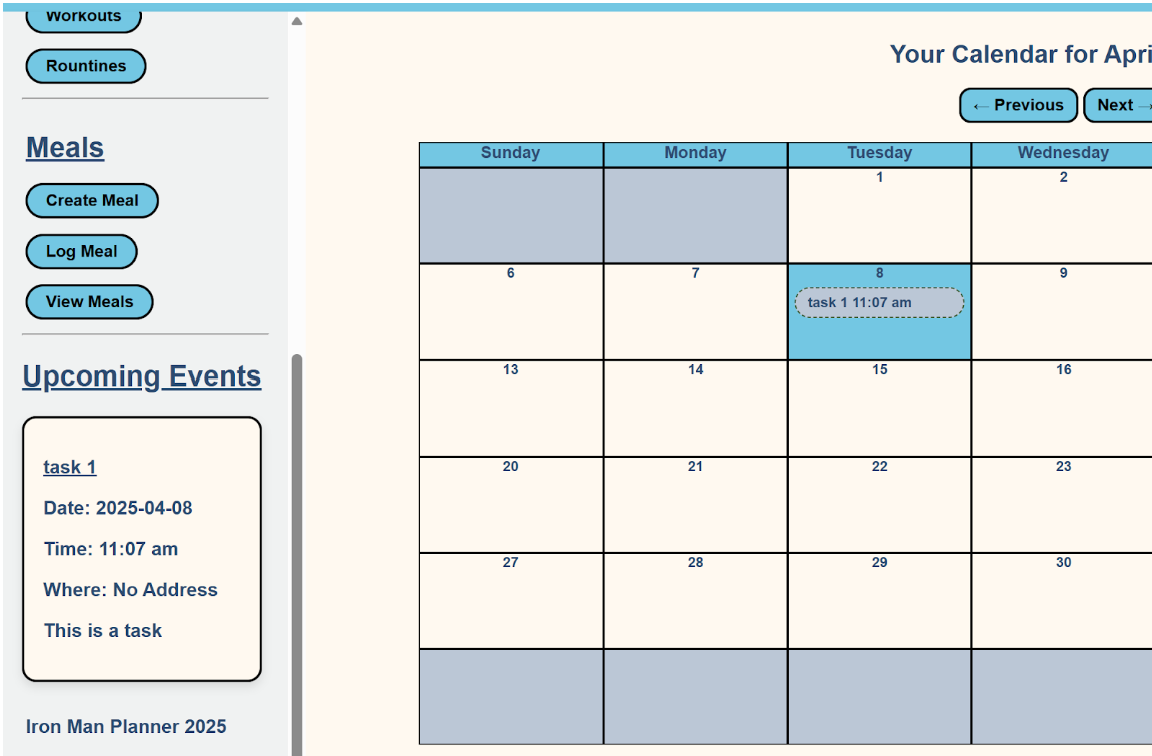 Workouts
Rountines
Meals
Create Meal
Log Meal
View Meals
Upcoming Events
task 1
Date: 2025-04-08
Time: 11:07 am
Where: No Address
This is a task
Iron Man Planner 2025
Your Calendar for Apri
← Previous Next →
Sunday Monday Tuesday Wednesday
1 2
6 7 8 9
task 1 11:07 am
13 14 15 16
20 21 22 23
27 28 29 30